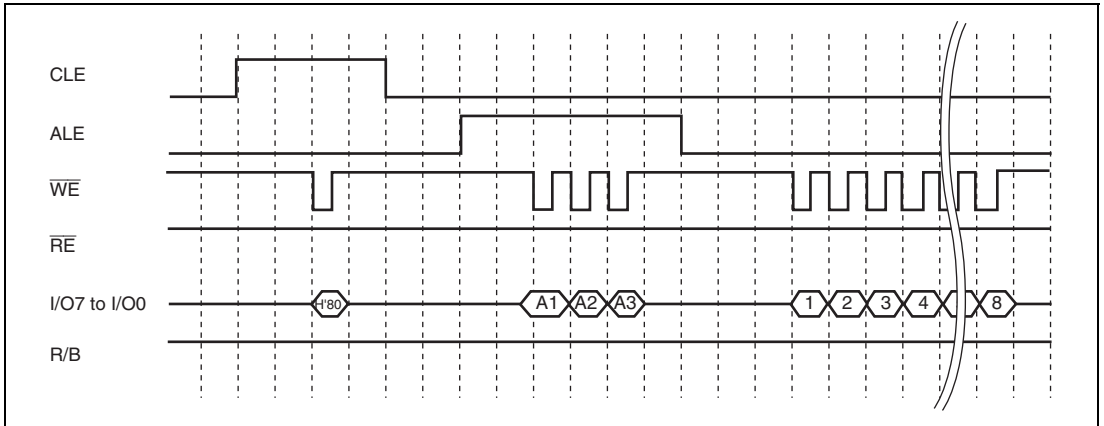 CLE
ALE
WE
RE
I/O7 to I/O0 H'80 A1 A2 A3 1 2 3 4 8
R/B